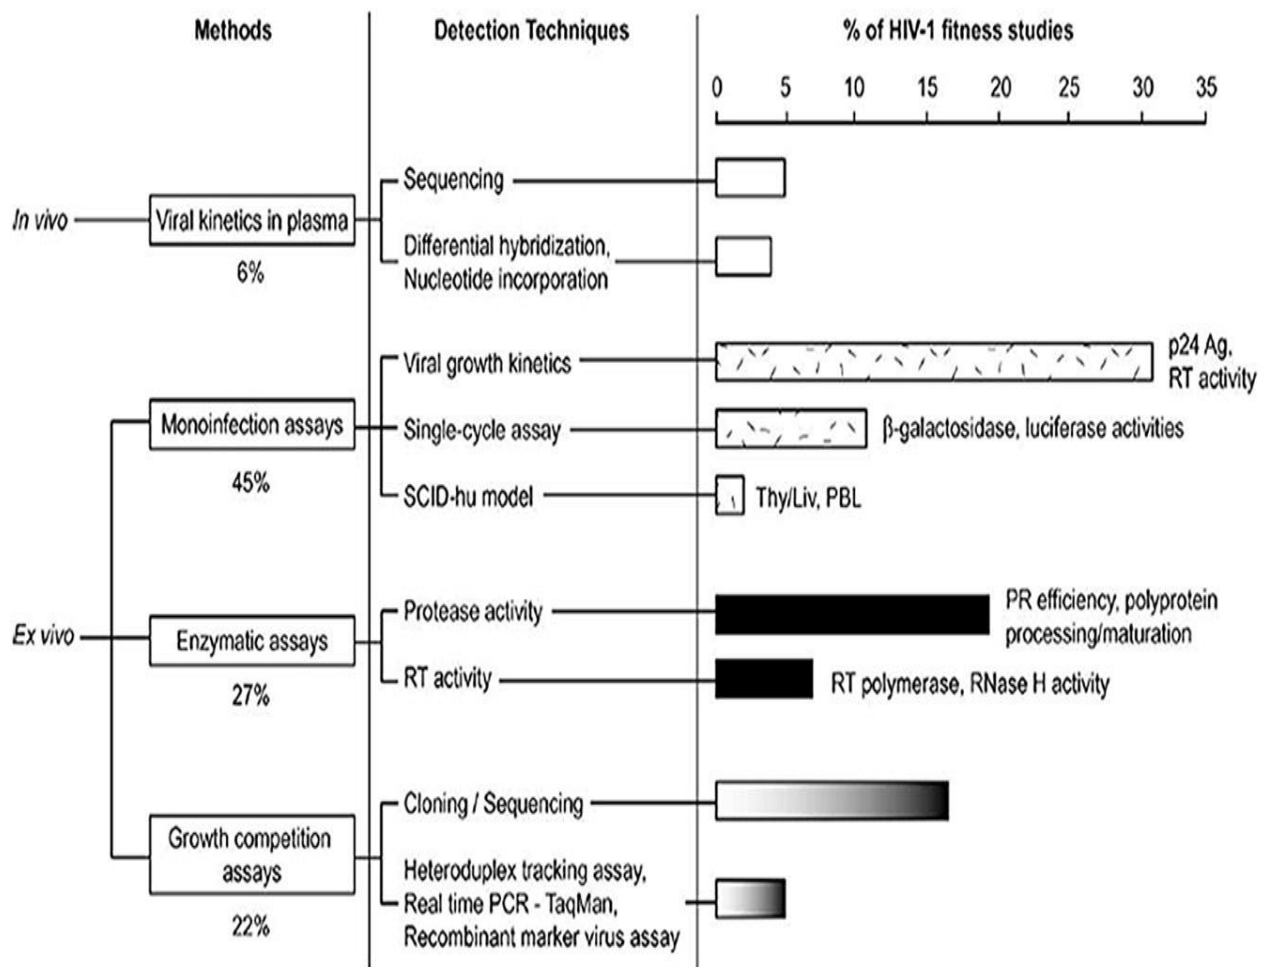 Methods
Detection Techniques
% of HIV-1 fitness studies
0 5 10 15 20 25 30 35
In vivo
Viral kinetics in plasma
6%
Sequencing
Differential hybridization,
Nucleotide incorporation
Ex vivo
Monoinfection assays
45%
Viral growth kinetics
p24 Ag,
RT activity
Single-cycle assay
β-galactosidase, luciferase activities
SCID-hu model
Thy/Liv, PBL
Enzymatic assays
27%
Protease activity
PR efficiency, polyprotein
processing/maturation
RT activity
RT polymerase, RNase H activity
Growth competition
assays
22%
Cloning / Sequencing
Heteroduplex tracking assay,
Real time PCR - TaqMan,
Recombinant marker virus assay